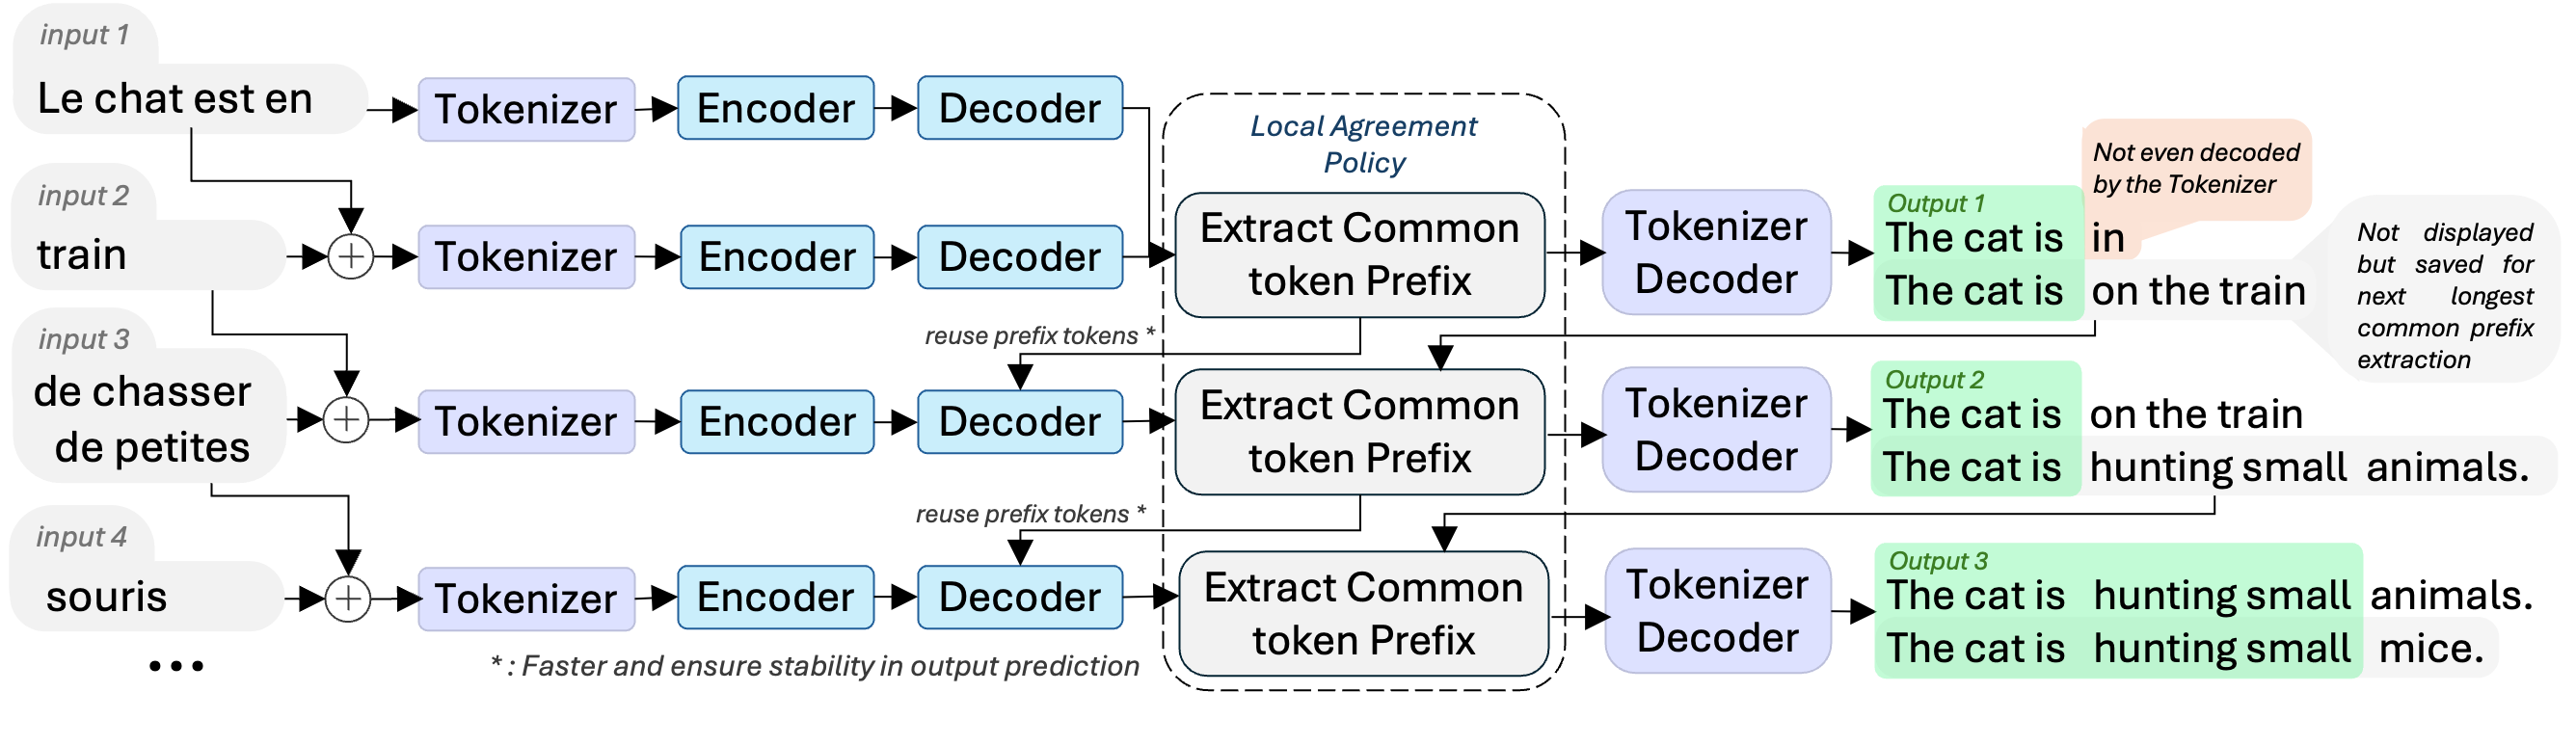 input 1
Le chat est en
Tokenizer
Encoder
Decoder
Local Agreement
Policy
input 2
train
+
Tokenizer
Encoder
Decoder
Extract Common
token Prefix
Tokenizer
Decoder
Output 1
The cat is in
The cat is on the train
Not even decoded
by the Tokenizer
Not displayed
but saved for
next longest
common prefix
extraction
input 3
de chasser
de petites
+
Tokenizer
Encoder
reuse prefix tokens *
Decoder
Extract Common
token Prefix
Tokenizer
Decoder
Output 2
The cat is on the train
The cat is hunting small animals.
input 4
souris
+
Tokenizer
Encoder
reuse prefix tokens *
Decoder
Extract Common
token Prefix
Tokenizer
Decoder
Output 3
The cat is hunting small animals.
The cat is hunting small mice.
•••
* : Faster and ensure stability in output prediction